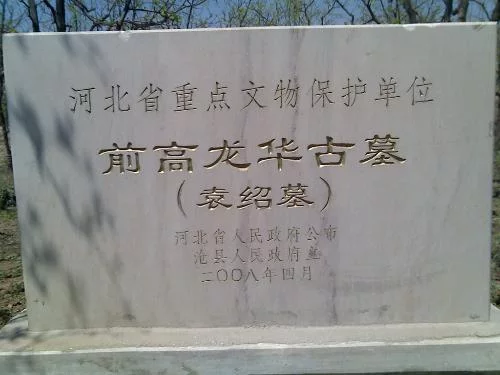 河北省重点文物保护单位
前高龙华古墓
（袁绍墓）
河北省人民政府公布
沧县人民政府立
二〇〇八年四月